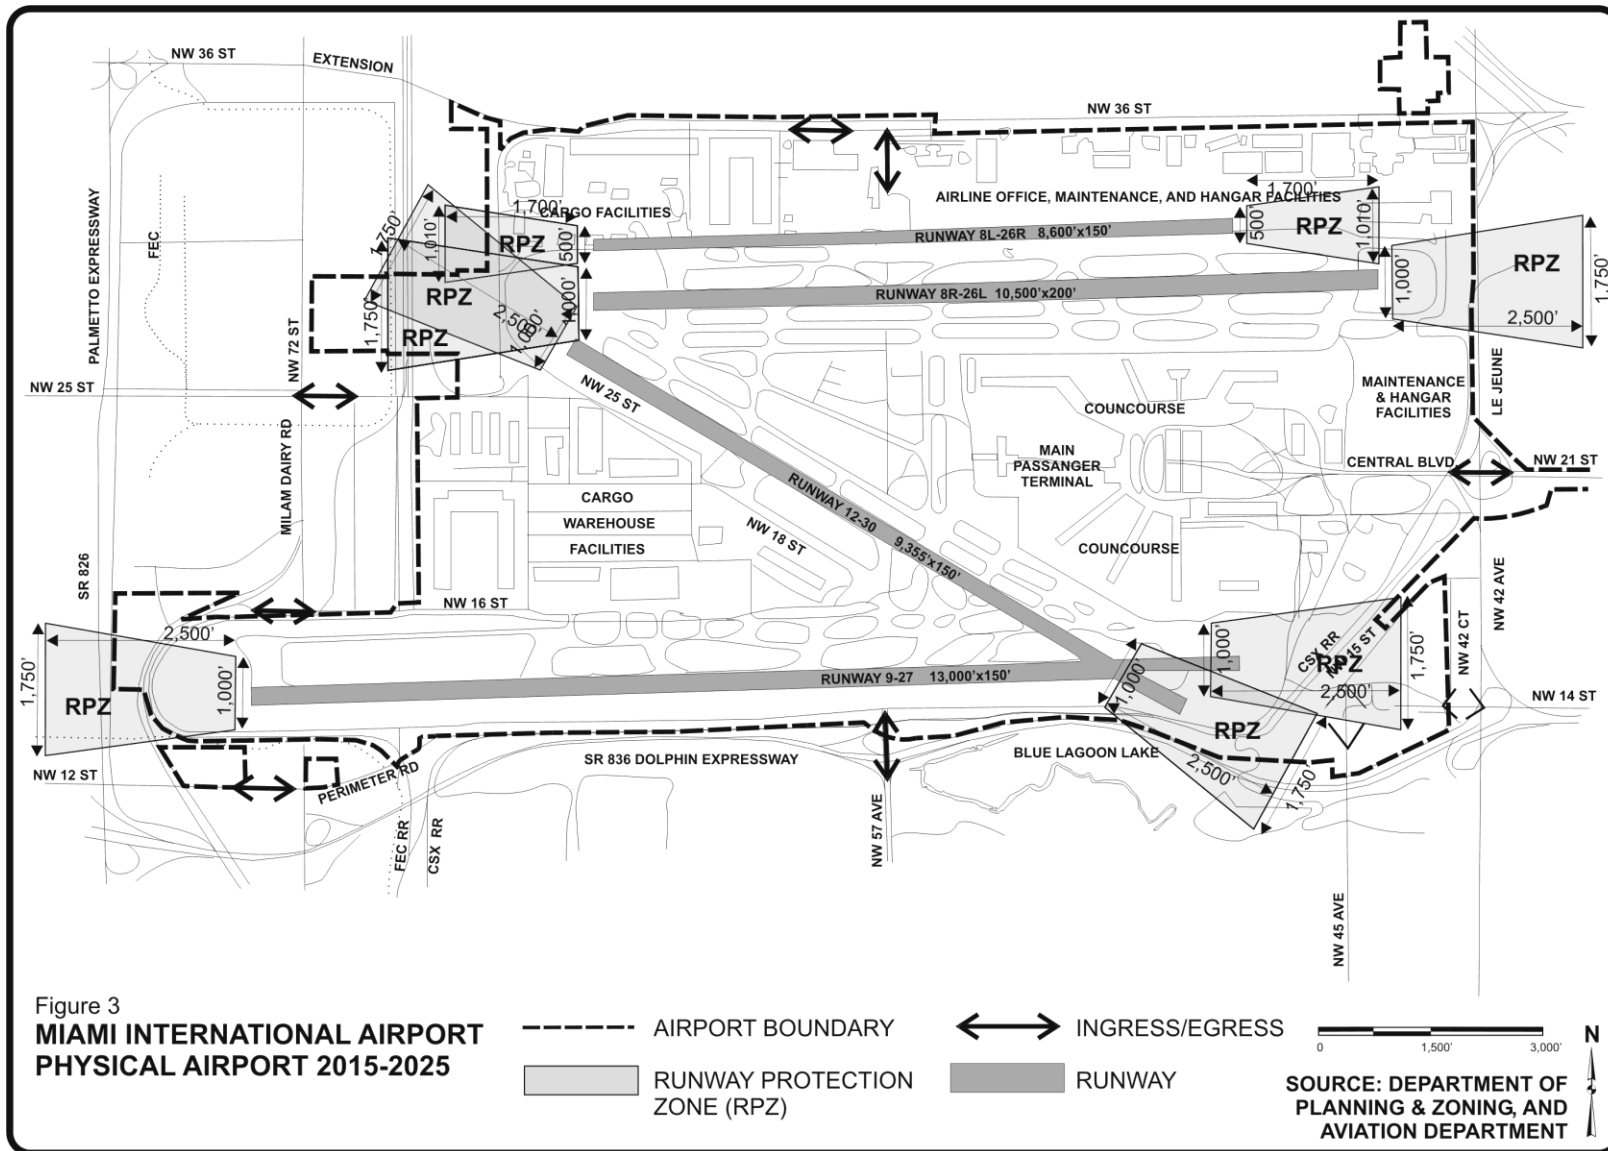 NW 36 ST
EXTENSION
NW 36 ST
PALMETTO EXPRESSWAY
FEC
1,750'
1,010'
1,700'
CARGO FACILITIES
RPZ
500'
AIRLINE OFFICE, MAINTENANCE, AND HANGAR FACILITIES
1,700'
500'
RPZ
1,010'
RUNWAY 8L-26R 8,600'x150'
RPZ
1,750'
RPZ
2,500'
1,000'
1,000'
RPZ
1,750'
RUNWAY 8R-26L 10,500'x200'
1,000'
2,500'
NW 72 ST
NW 25 ST
NW 25 ST
MILAM DAIRY RD
COUNCOURSE
MAINTENANCE
& HANGAR
FACILITIES
LE JEUNE
MAIN
PASSANGER
TERMINAL
CENTRAL BLVD
NW 21 ST
RUNWAY 12-30 9,355'x150'
CARGO
WAREHOUSE
FACILITIES
NW 18 ST
COUNCOURSE
SR 826
NW 16 ST
NW 42 AVE
NW 42 CT
2,500'
1,750'
1,000'
RPZ
RUNWAY 9-27 13,000'x150'
1,000'
1,000'
CSX RR
NW 15 ST
RPZ
2,500'
1,750'
NW 14 ST
RPZ
2,500'
1,750
NW 12 ST
PERIMETER RD
SR 836 DOLPHIN EXPRESSWAY
BLUE LAGOON LAKE
FEC RR
CSX RR
NW 57 AVE
NW 45 AVE
Figure 3
MIAMI INTERNATIONAL AIRPORT
PHYSICAL AIRPORT 2015-2025
AIRPORT BOUNDARY
RUNWAY PROTECTION
ZONE (RPZ)
INGRESS/EGRESS
RUNWAY
0 1,500' 3,000'
N
SOURCE: DEPARTMENT OF
PLANNING & ZONING, AND
AVIATION DEPARTMENT